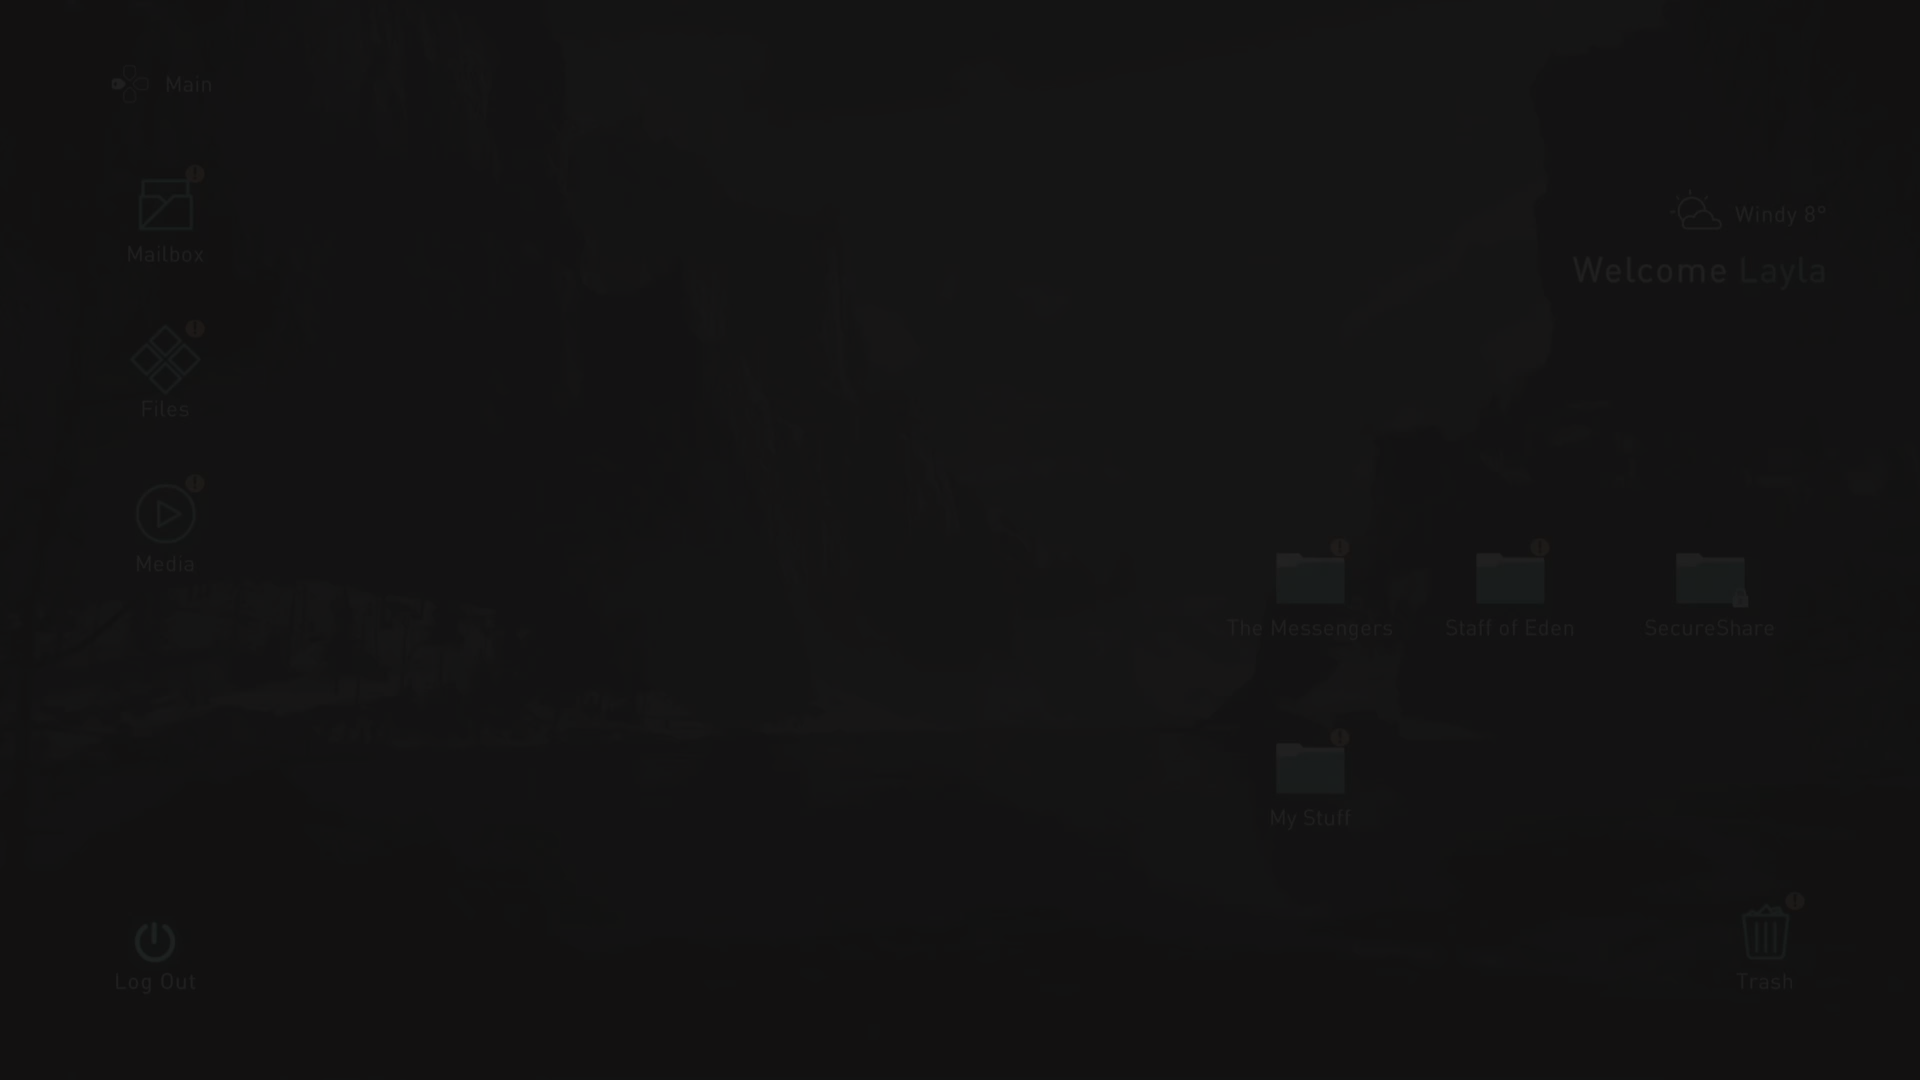 Main
Mailbox
Files
Media
Windy 8°
Welcome Layla
The Messengers
Staff of Eden
SecureShare
My Stuff
Log Out
Trash